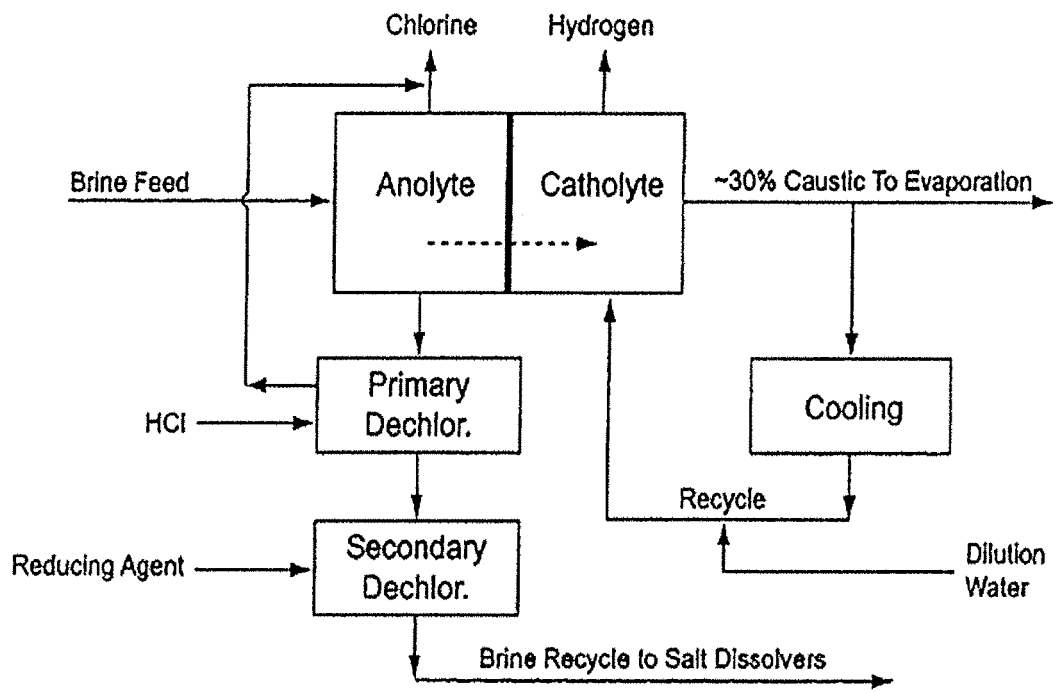 Chlorine
Hydrogen
Brine Feed
Anolyte
Catholyte
~30% Caustic To Evaporation
Primary
Dechlor.
HCl
Cooling
Recycle
Secondary
Dechlor.
Reducing Agent
Dilution
Water
Brine Recycle to Salt Dissolvers